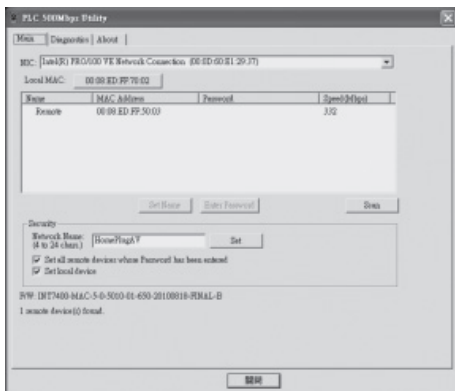 PLC 500Mbps Utility
Main Diagnostics About
NIC: Intel(R) PRO/100 VE Network Connection (00:0D:60:E1:29:37)
Local MAC: 00:08:ED:FF:70:02
Name MAC Address Password Speed(Mbps)
Remote 00:08:ED:FF:50:03 332
Set Name Enter Password Scan
Security
Network Name:
(4 to 24 chars.) HomePlugAV Set
Set all remote devices whose Password has been entered
Set local device
F/W: INT7400-MAC-5-0-5010-01-650-20100818-FINAL-B
1 remote device(s) found.